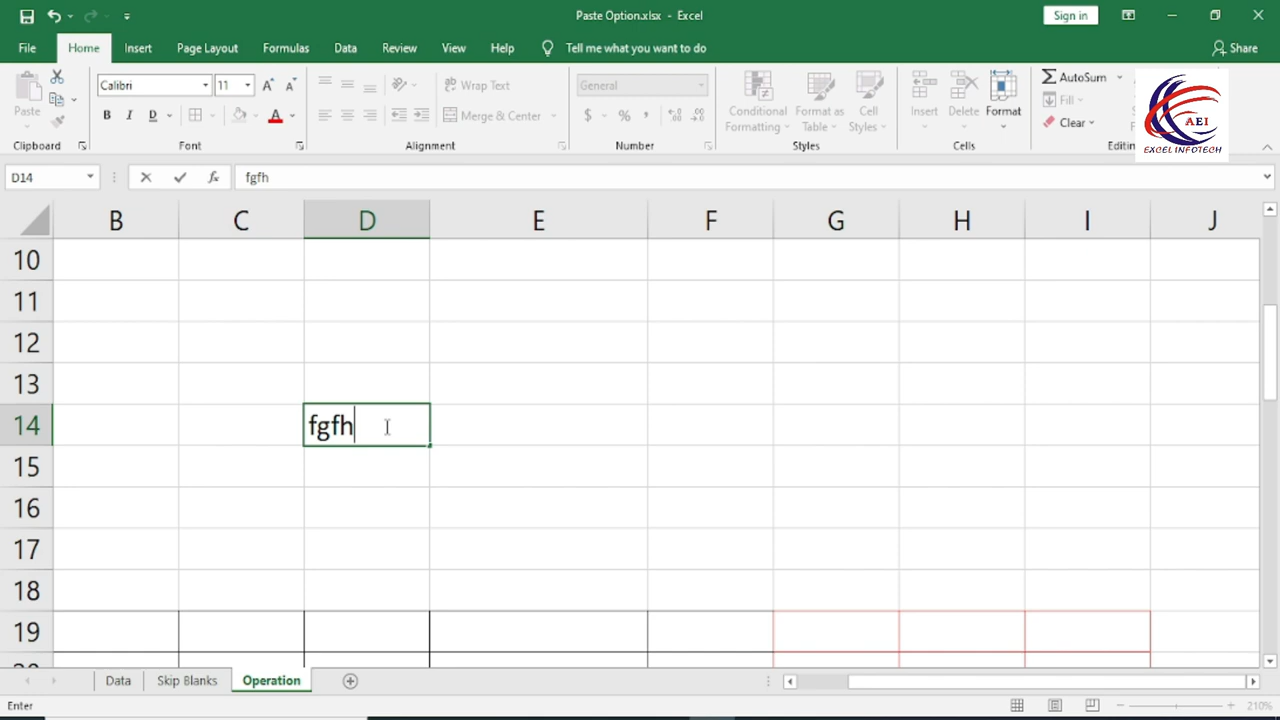 Paste Option.xlsx - Excel
Sign in
File Home Insert Page Layout Formulas Data Review View Help Tell me what you want to do Share
Paste
Calibri 11
B I D A
Wrap Text
Merge & Center
General
$ % ,
Conditional Formatting
Format as Table
Cell Styles
Insert Delete Format
AutoSum
Fill
Clear
AEI
EXCEL INFOTECH
Clipboard Font Alignment Number Styles Cells Editin
D14 fx fgfh
B C D E F G H I J
10
11
12
13
14 fgfh
15
16
17
18
19
Data Skip Blanks Operation
Enter 210%